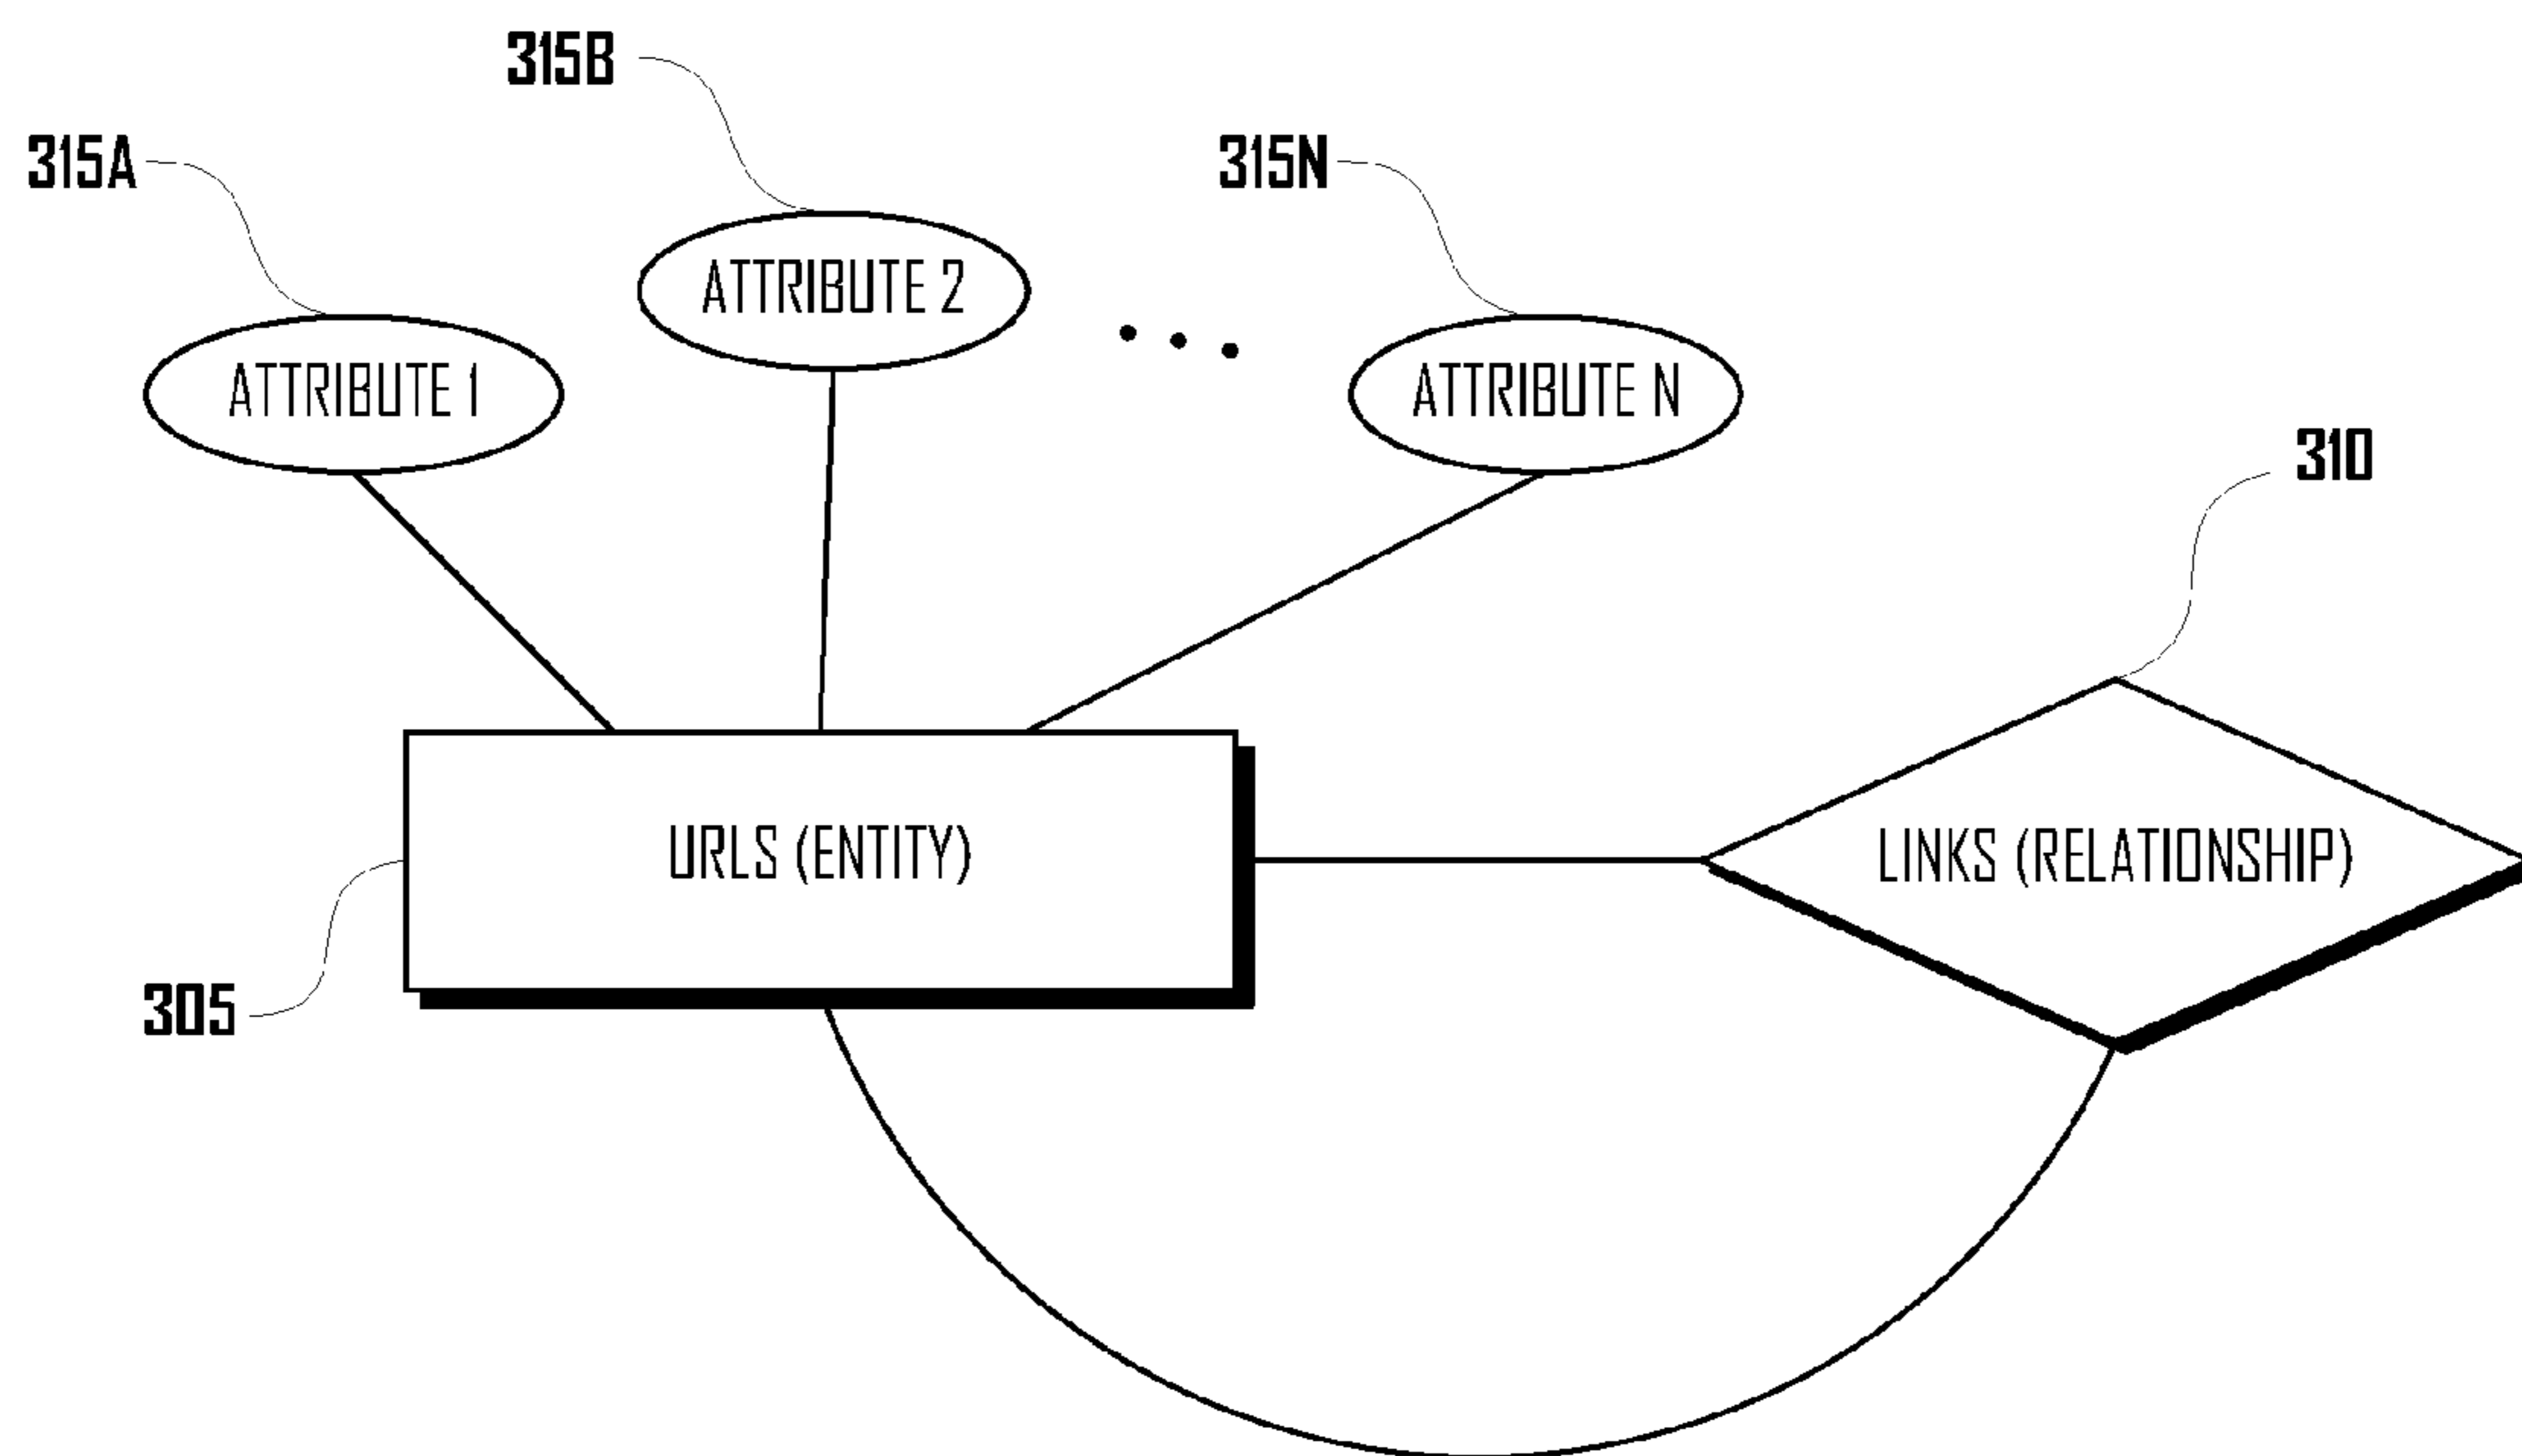 315B
315A
315N
ATTRIBUTE 2
ATTRIBUTE 1
ATTRIBUTE N
310
URLS (ENTITY)
LINKS (RELATIONSHIP)
305